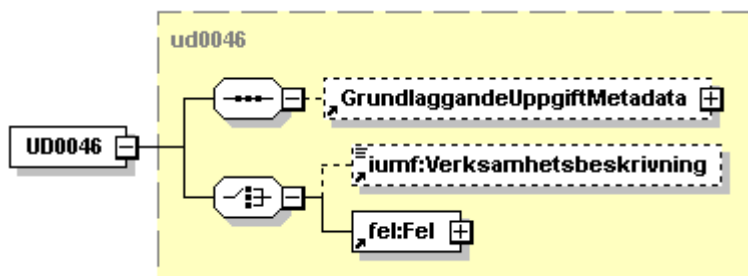 ud0046
GrundlaggandeUppgiftMetadata
UD0046
iumf:Verksamhetsbeskrivning
fel:Fel